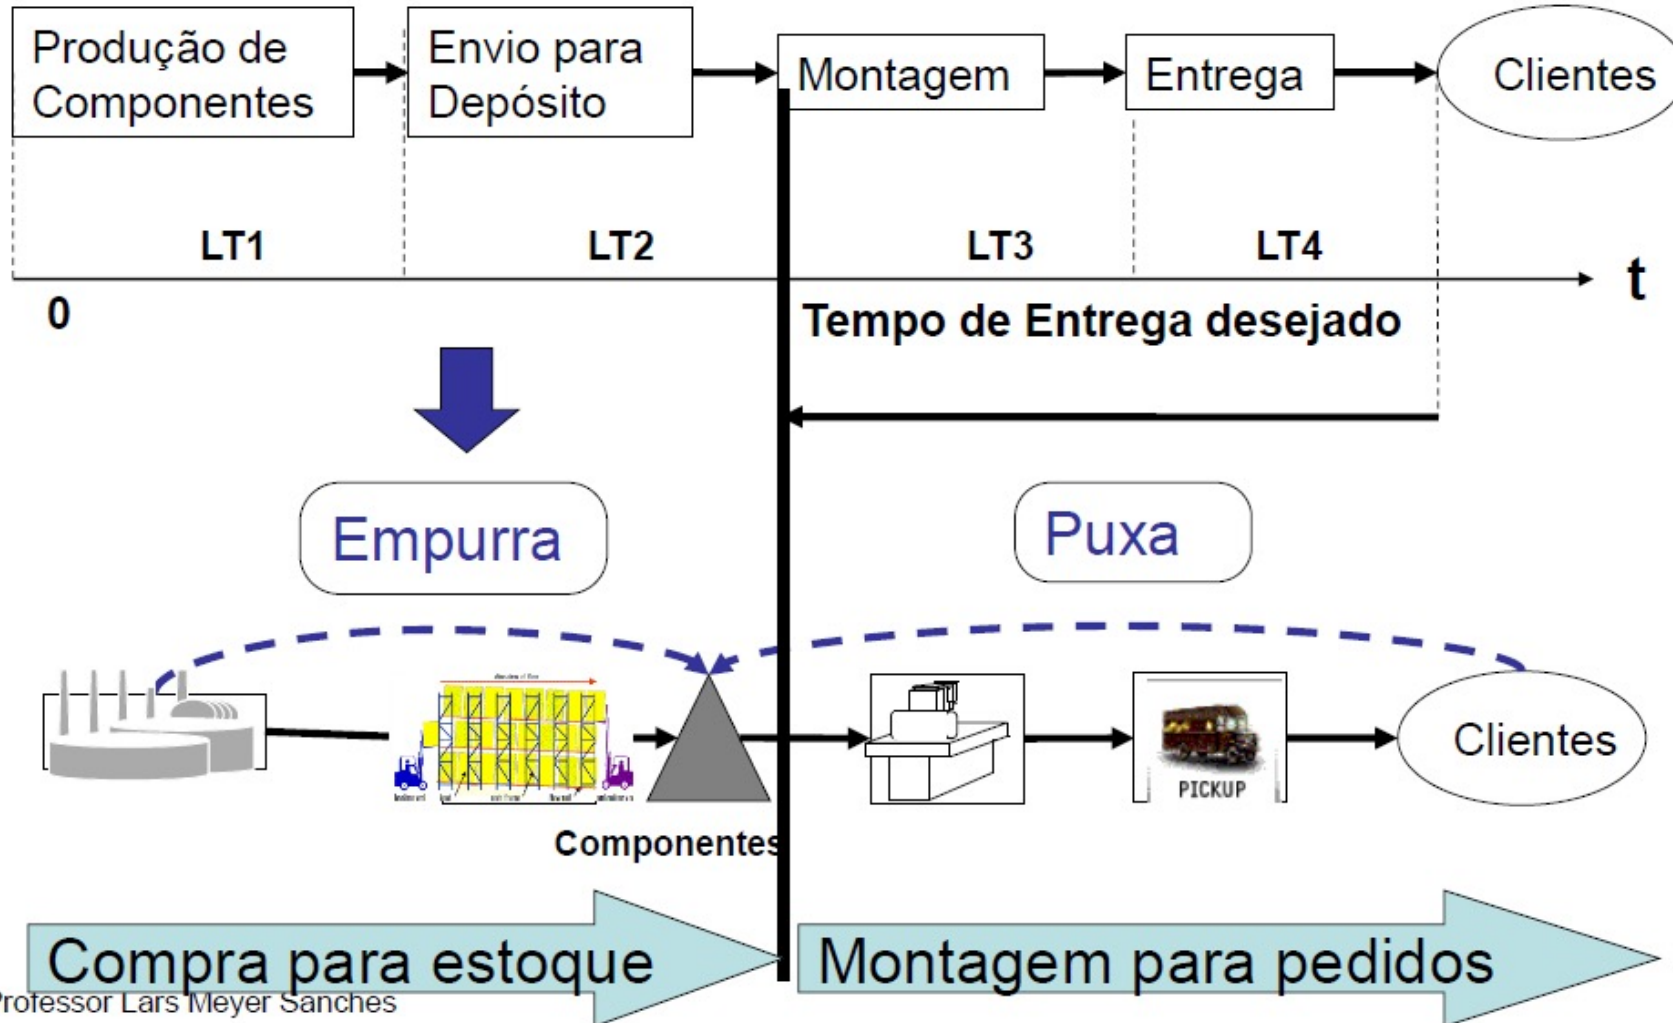 Produção de
Componentes
Envio para
Depósito
Montagem
Entrega
Clientes
LT1
LT2
LT3
LT4
0
t
Tempo de Entrega desejado
Empurra
Puxa
PICKUP
Clientes
Componentes
Compra para estoque
Montagem para pedidos
Professor Lars Meyer Sanches